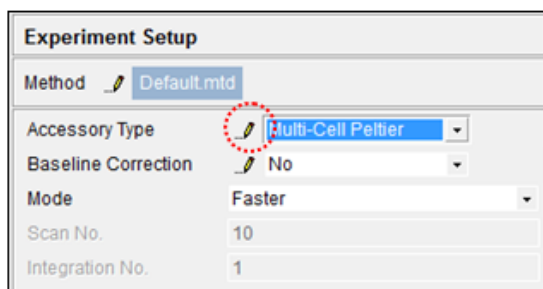 Experiment Setup
Method Default.mtd
Accessory Type Multi-Cell Peltier
Baseline Correction No
Mode Faster
Scan No. 10
Integration No. 1